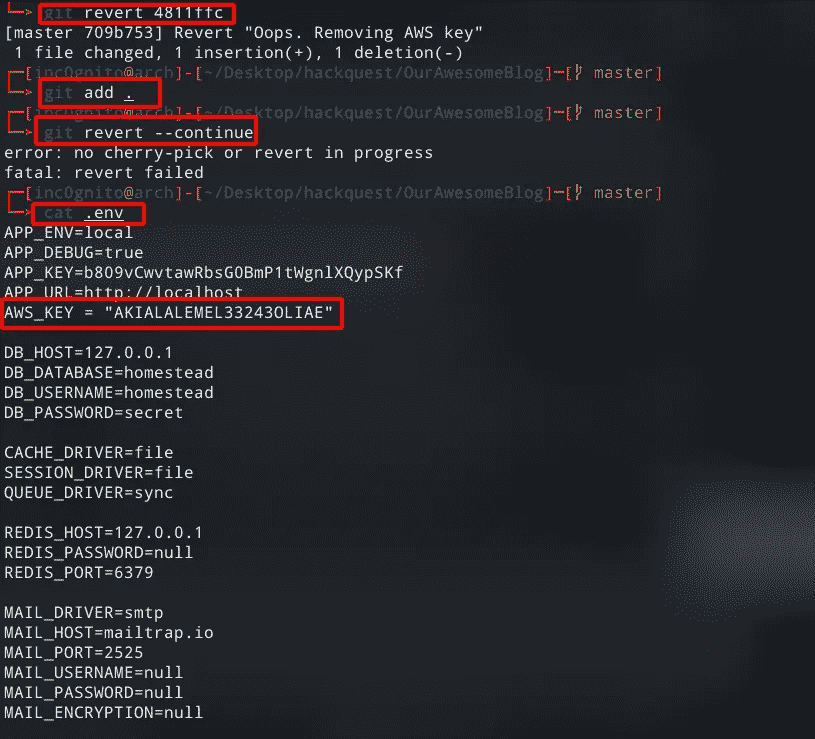 git revert 4811ffc
[master 709b753] Revert "Oops. Removing AWS key"
 1 file changed, 1 insertion(+), 1 deletion(-)
[inc0gnito@arch]-[~/Desktop/hackquest/OurAwesomeBlog]-[ master]
git add .
[inc0gnito@arch]-[~/Desktop/hackquest/OurAwesomeBlog]-[ master]
git revert --continue
error: no cherry-pick or revert in progress
fatal: revert failed
[inc0gnito@arch]-[~/Desktop/hackquest/OurAwesomeBlog]-[ master]
cat .env
APP_ENV=local
APP_DEBUG=true
APP_KEY=b809vCwvtawRbsG0BmP1tWgnlXQypSKf
APP_URL=http://localhost
AWS_KEY = "AKIALALEMEL33243OLIAE"
DB_HOST=127.0.0.1
DB_DATABASE=homestead
DB_USERNAME=homestead
DB_PASSWORD=secret
CACHE_DRIVER=file
SESSION_DRIVER=file
QUEUE_DRIVER=sync
REDIS_HOST=127.0.0.1
REDIS_PASSWORD=null
REDIS_PORT=6379
MAIL_DRIVER=smtp
MAIL_HOST=mailtrap.io
MAIL_PORT=2525
MAIL_USERNAME=null
MAIL_PASSWORD=null
MAIL_ENCRYPTION=null